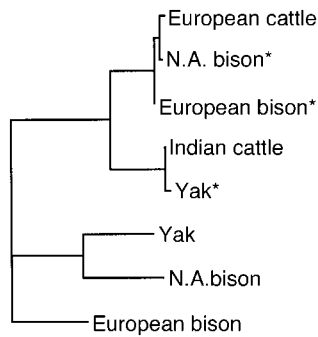 European cattle
N.A. bison*
European bison*
Indian cattle
Yak*
Yak
N.A.bison
European bison